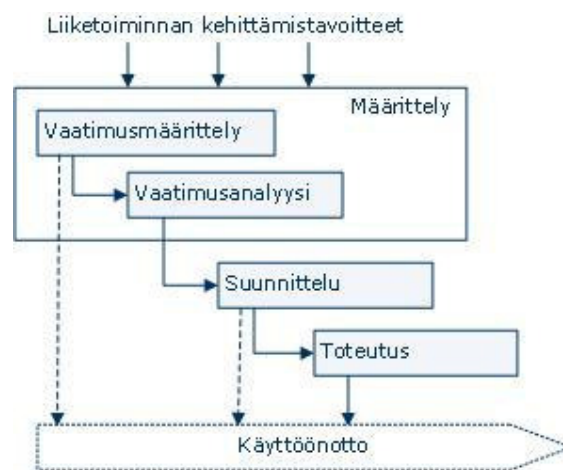 Liiketoiminnan kehittämistavoitteet
Määrittely
Vaatimusmäärittely
Vaatimusanalyysi
Suunnittelu
Toteutus
Käyttöönotto